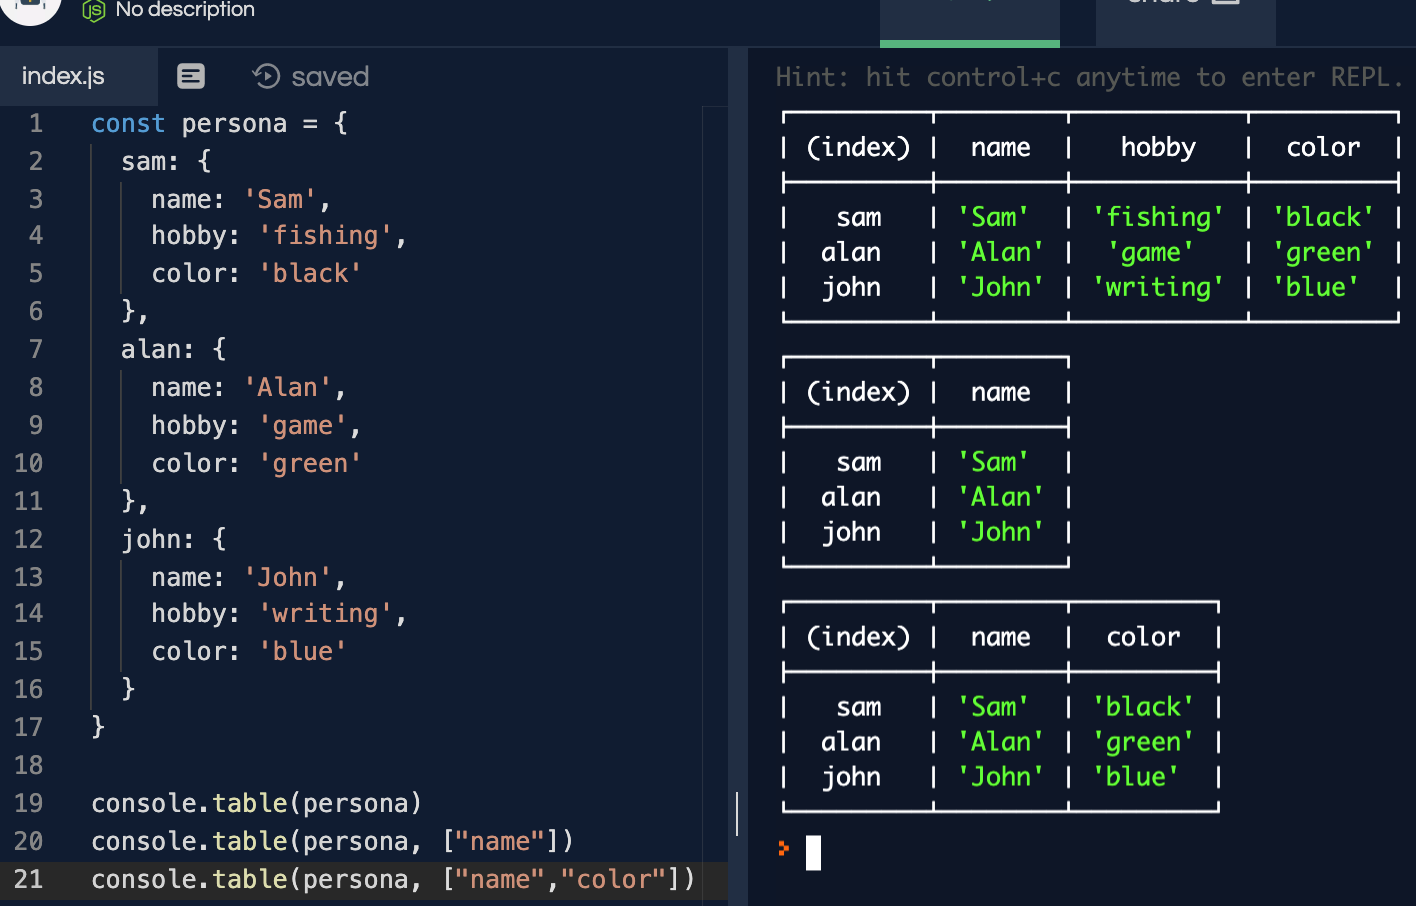 No description
index.js
saved
1 const persona = {
2 sam: {
3 name: 'Sam',
4 hobby: 'fishing',
5 color: 'black'
6 },
7 alan: {
8 name: 'Alan',
9 hobby: 'game',
10 color: 'green'
11 },
12 john: {
13 name: 'John',
14 hobby: 'writing',
15 color: 'blue'
16 }
17 }
18
19 console.table(persona)
20 console.table(persona, ["name"])
21 console.table(persona, ["name","color"])
Hint: hit control+c anytime to enter REPL.
(index) name hobby color
sam 'Sam' 'fishing' 'black'
alan 'Alan' 'game' 'green'
john 'John' 'writing' 'blue'
(index) name
sam 'Sam'
alan 'Alan'
john 'John'
(index) name color
sam 'Sam' 'black'
alan 'Alan' 'green'
john 'John' 'blue'